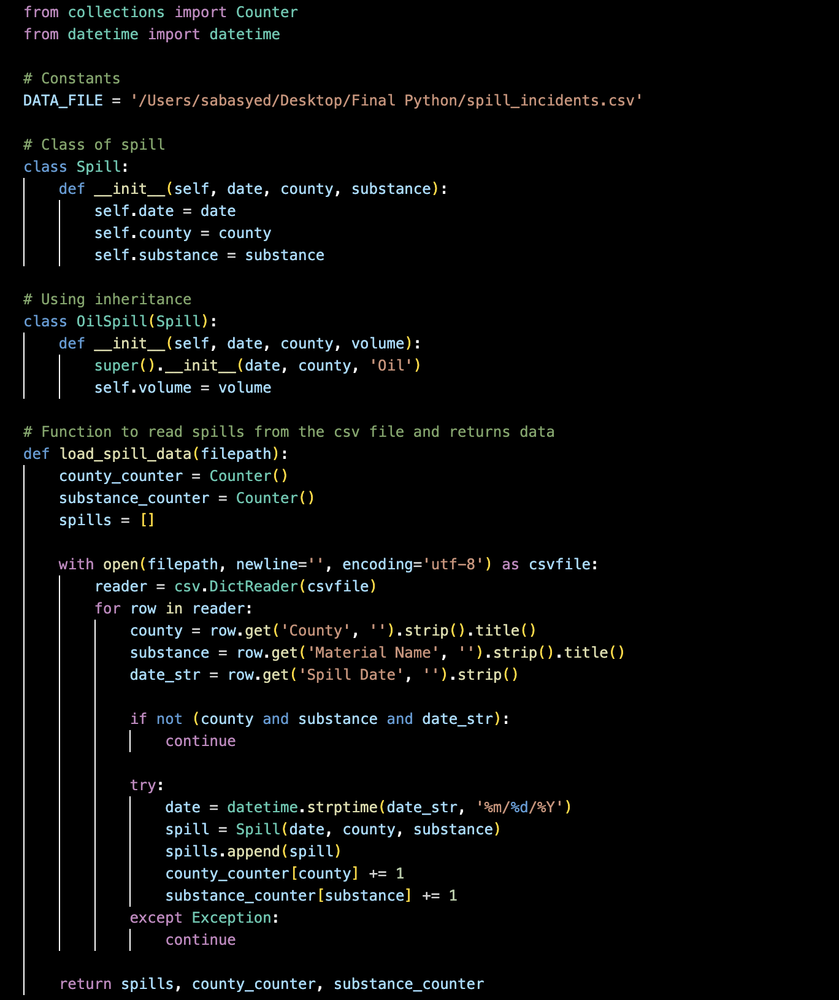 from collections import Counter
from datetime import datetime

# Constants
DATA_FILE = '/Users/sabasyed/Desktop/Final Python/spill_incidents.csv'

# Class of spill
class Spill:
    def __init__(self, date, county, substance):
        self.date = date
        self.county = county
        self.substance = substance

# Using inheritance
class OilSpill(Spill):
    def __init__(self, date, county, volume):
        super().__init__(date, county, 'Oil')
        self.volume = volume

# Function to read spills from the csv file and returns data
def load_spill_data(filepath):
    county_counter = Counter()
    substance_counter = Counter()
    spills = []

    with open(filepath, newline='', encoding='utf-8') as csvfile:
        reader = csv.DictReader(csvfile)
        for row in reader:
            county = row.get('County', '').strip().title()
            substance = row.get('Material Name', '').strip().title()
            date_str = row.get('Spill Date', '').strip()

            if not (county and substance and date_str):
                continue

            try:
                date = datetime.strptime(date_str, '%m/%d/%Y')
                spill = Spill(date, county, substance)
                spills.append(spill)
                county_counter[county] += 1
                substance_counter[substance] += 1
            except Exception:
                continue

    return spills, county_counter, substance_counter